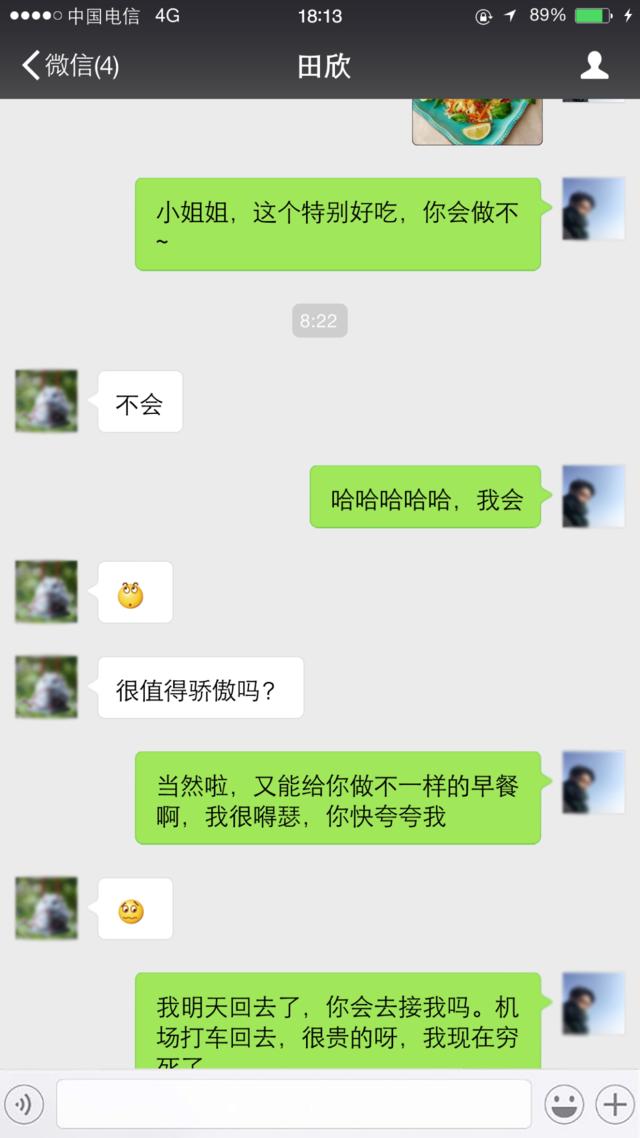 中国电信 4G 18:13 89%
微信(4) 田欣
小姐姐，这个特别好吃，你会做不
~
8:22
不会
哈哈哈哈哈，我会
很值得骄傲吗？
当然啦，又能给你做不一样的早餐
啊，我很嘚瑟，你快夸夸我
我明天回去了，你会去接我吗。机
场打车回去，很贵的呀，我现在穷
死了